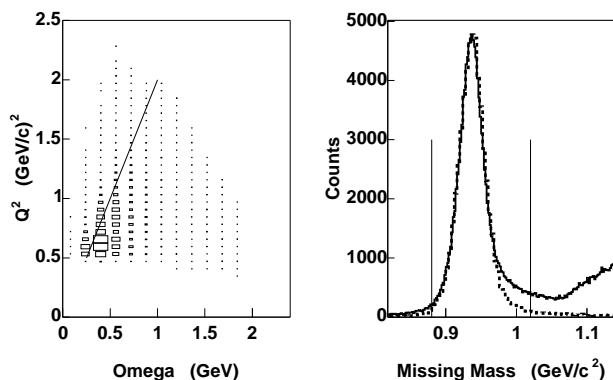 2.5
2
1.5
1
0.5
0
Q² (GeV/c)²
0 0.5 1 1.5 2
Omega (GeV)
5000
4000
3000
2000
1000
0
Counts
0.9 1 1.1
Missing Mass (GeV/c²)